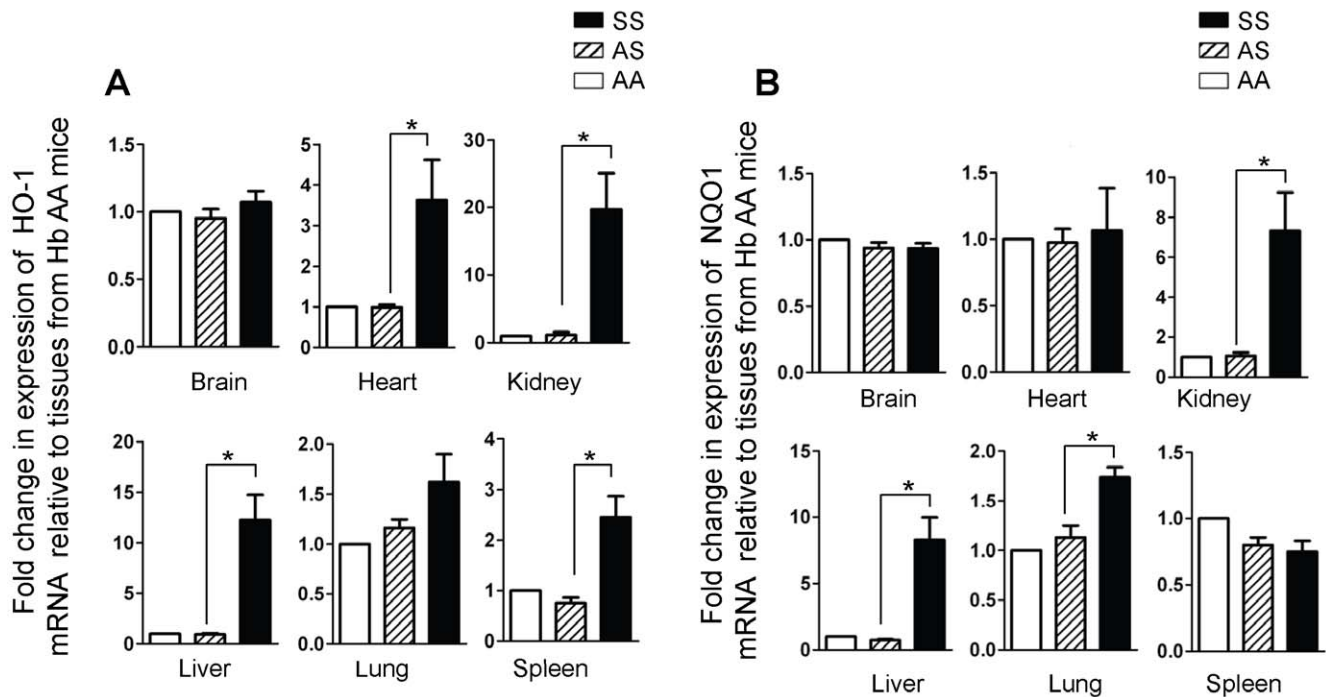 SS
AS
AA
A
Fold change in expression of HO-1
mRNA relative to tissues from Hb AA mice
1.5
1.0
0.5
0.0
Brain
5
4
3
2
1
0
*
Heart
30
20
10
0
*
Kidney
20
15
10
5
0
*
Liver
2.0
1.5
1.0
0.5
0.0
Lung
4
3
2
1
0
*
Spleen
SS
AS
AA
B
Fold change in expression of NQO1
mRNA relative to tissues from Hb AA mice
1.5
1.0
0.5
0.0
Brain
1.5
1.0
0.5
0.0
Heart
10
8
6
4
2
0
*
Kidney
15
10
5
0
*
Liver
2.0
1.5
1.0
0.5
0.0
*
Lung
1.5
1.0
0.5
0.0
Spleen